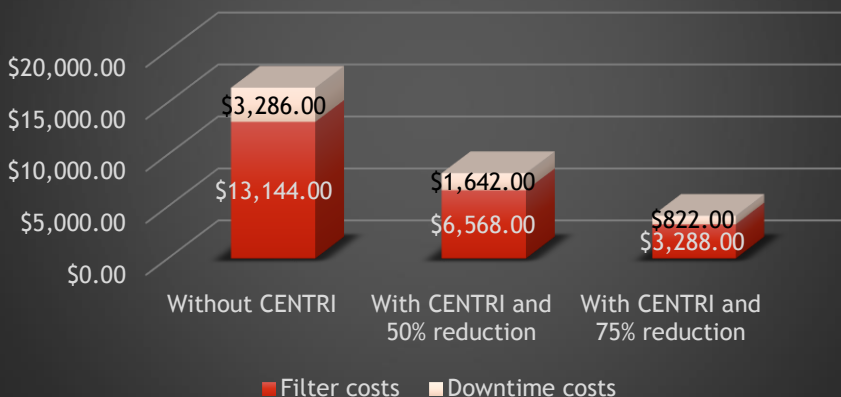 $20,000.00
$15,000.00
$10,000.00
$5,000.00
$0.00
$3,286.00
$13,144.00
$1,642.00
$6,568.00
$822.00
$3,288.00
Without CENTRI
With CENTRI and
50% reduction
With CENTRI and
75% reduction
Filter costs
Downtime costs